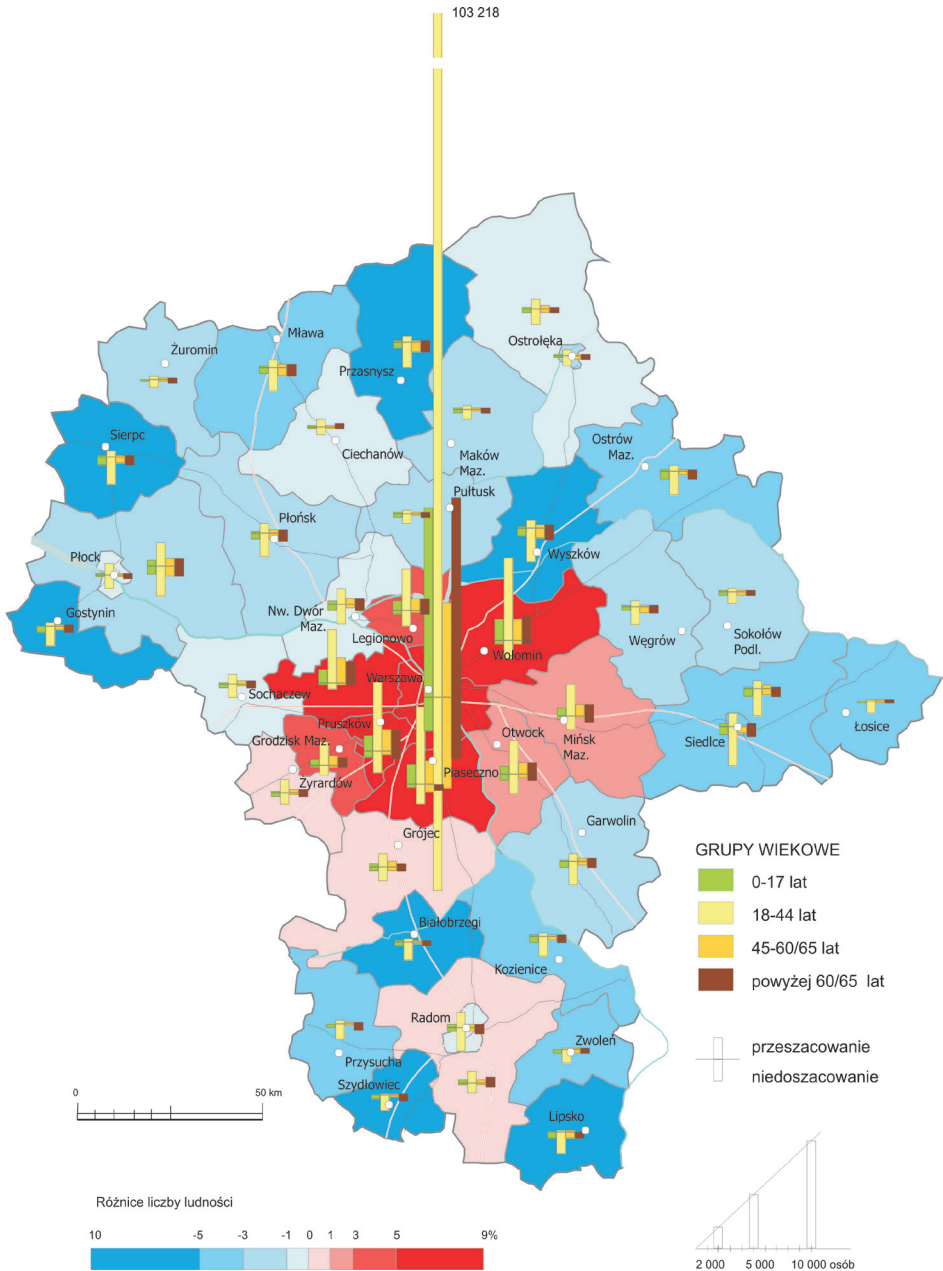 103 218
Ostrołęka
Mława
Żuromin
Przasnysz
Sierpc
Ciechanów
Maków
Maz.
Ostrów
Maz.
Pułtusk
Płońsk
Wyszków
Płock
Gostynin
Nw. Dwór
Maz.
Legionowo
Węgrów
Sokołów
Podl.
Wołomin
Warszawa
Sochaczew
Pruszków
Otwock
Mińsk
Maz.
Siedlce
Łosice
Grodzisk Maz.
Żyrardów
Piaseczno
Grójec
Garwolin
GRUPY WIEKOWE
0-17 lat
18-44 lat
45-60/65 lat
powyżej 60/65 lat
Białobrzegi
Kozienice
Radom
Zwoleń
przeszacowanie
niedoszacowanie
Przysucha
Szydłowiec
0 50 km
Lipsko
Różnice liczby ludności
10 -5 -3 -1 0 1 3 5 9%
2 000 5 000 10 000 osób